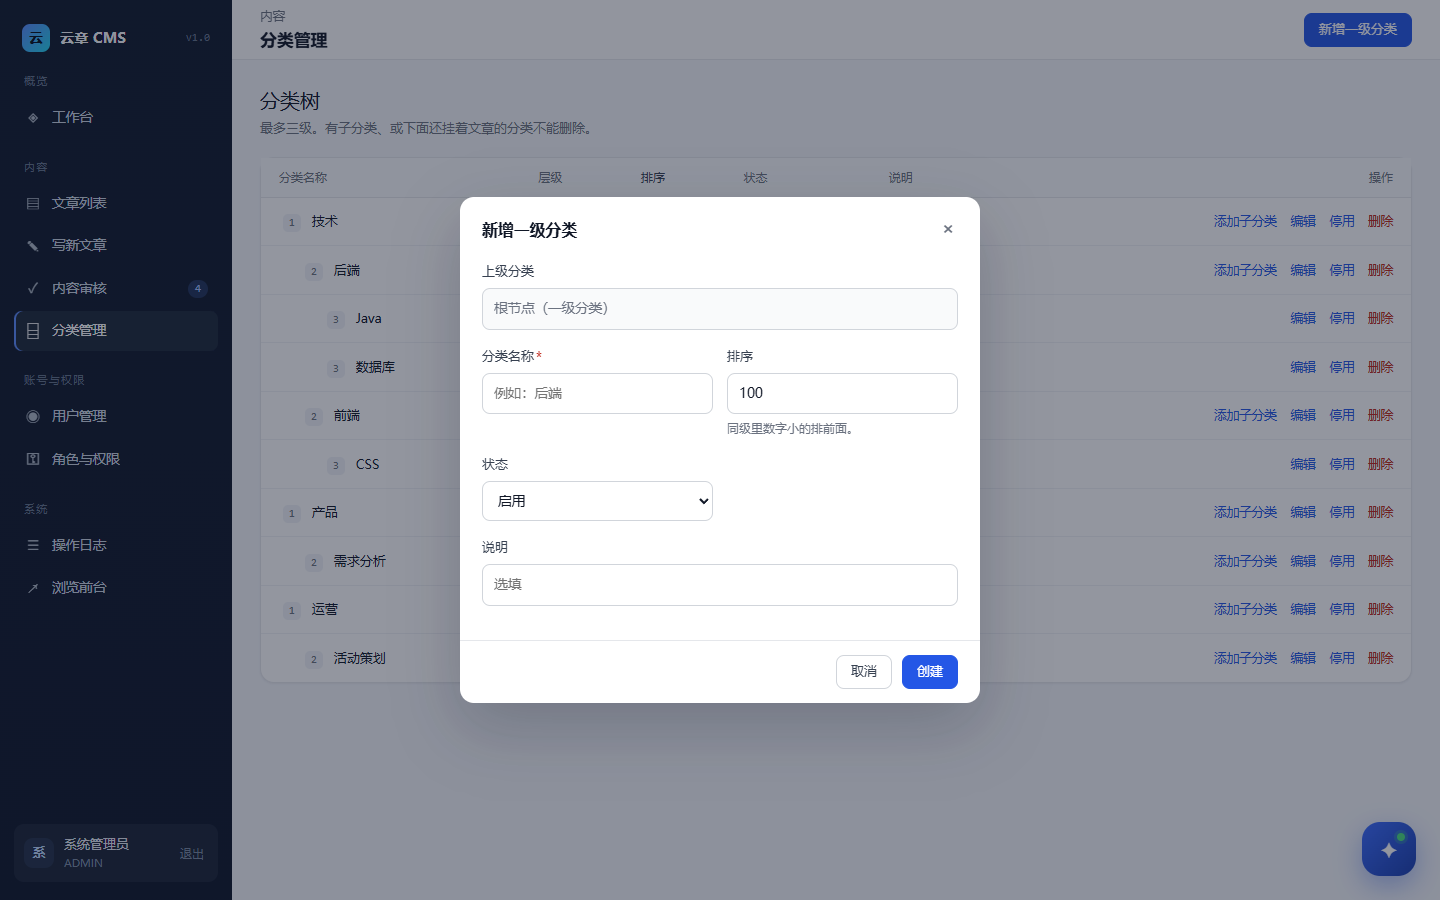 云 云章 CMS v1.0
概览
工作台
内容
文章列表
写新文章
内容审核 4
分类管理
账号与权限
用户管理
角色与权限
系统
操作日志
浏览前台
系 系统管理员 退出
ADMIN
内容
分类管理
新增一级分类
分类树
最多三级。有子分类、或下面还挂着文章的分类不能删除。
分类名称 层级 排序 状态 说明 操作
1 技术 添加子分类 编辑 停用 删除
2 后端 添加子分类 编辑 停用 删除
3 Java 编辑 停用 删除
3 数据库 编辑 停用 删除
2 前端 添加子分类 编辑 停用 删除
3 CSS 编辑 停用 删除
1 产品 添加子分类 编辑 停用 删除
2 需求分析 添加子分类 编辑 停用 删除
1 运营 添加子分类 编辑 停用 删除
2 活动策划 添加子分类 编辑 停用 删除
新增一级分类 ×
上级分类
根节点（一级分类）
分类名称* 排序
例如：后端 100
同级里数字小的排前面。
状态
启用
说明
选填
取消 创建